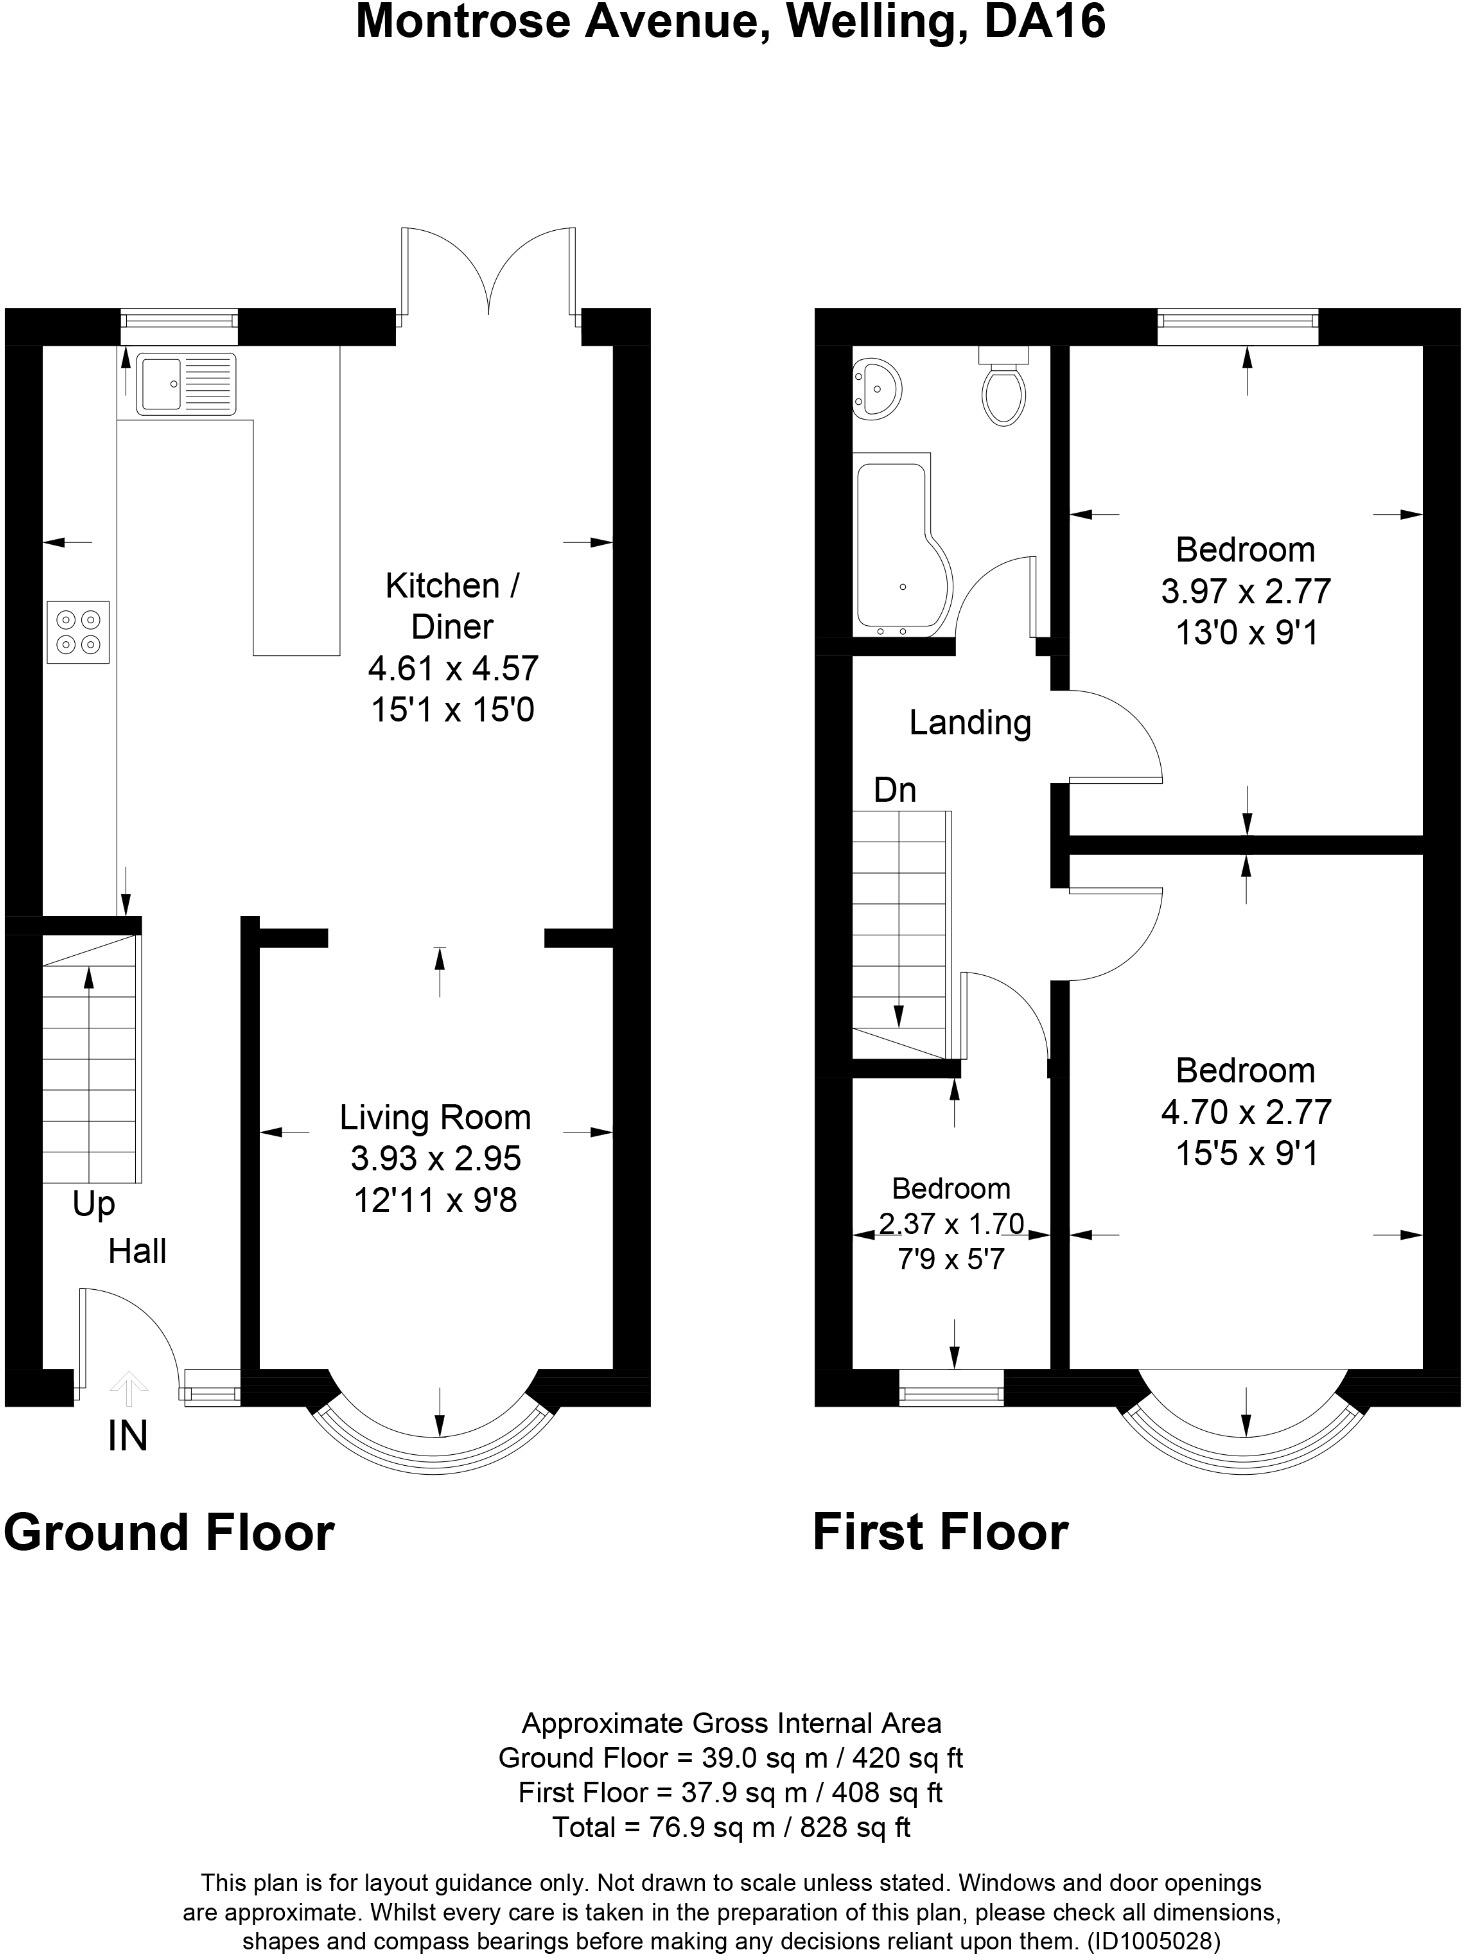 Montrose Avenue, Welling, DA16
Kitchen /
Diner
4.61 x 4.57
15'1 x 15'0
Living Room
3.93 x 2.95
12'11 x 9'8
Up
Hall
IN
Ground Floor
Bedroom
3.97 x 2.77
13'0 x 9'1
Landing
Dn
Bedroom
4.70 x 2.77
15'5 x 9'1
Bedroom
2.37 x 1.70
7'9 x 5'7
First Floor
Approximate Gross Internal Area
Ground Floor = 39.0 sq m / 420 sq ft
First Floor = 37.9 sq m / 408 sq ft
Total = 76.9 sq m / 828 sq ft
This plan is for layout guidance only. Not drawn to scale unless stated. Windows and door openings
are approximate. Whilst every care is taken in the preparation of this plan, please check all dimensions,
shapes and compass bearings before making any decisions reliant upon them. (ID1005028)